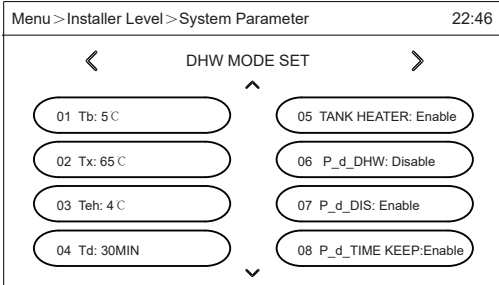 Menu＞Installer Level＞System Parameter 22:46
DHW MODE SET
01 Tb: 5℃
02 Tx: 65℃
03 Teh: 4℃
04 Td: 30MIN
05 TANK HEATER: Enable
06 P_d_DHW: Disable
07 P_d_DIS: Enable
08 P_d_TIME KEEP:Enable